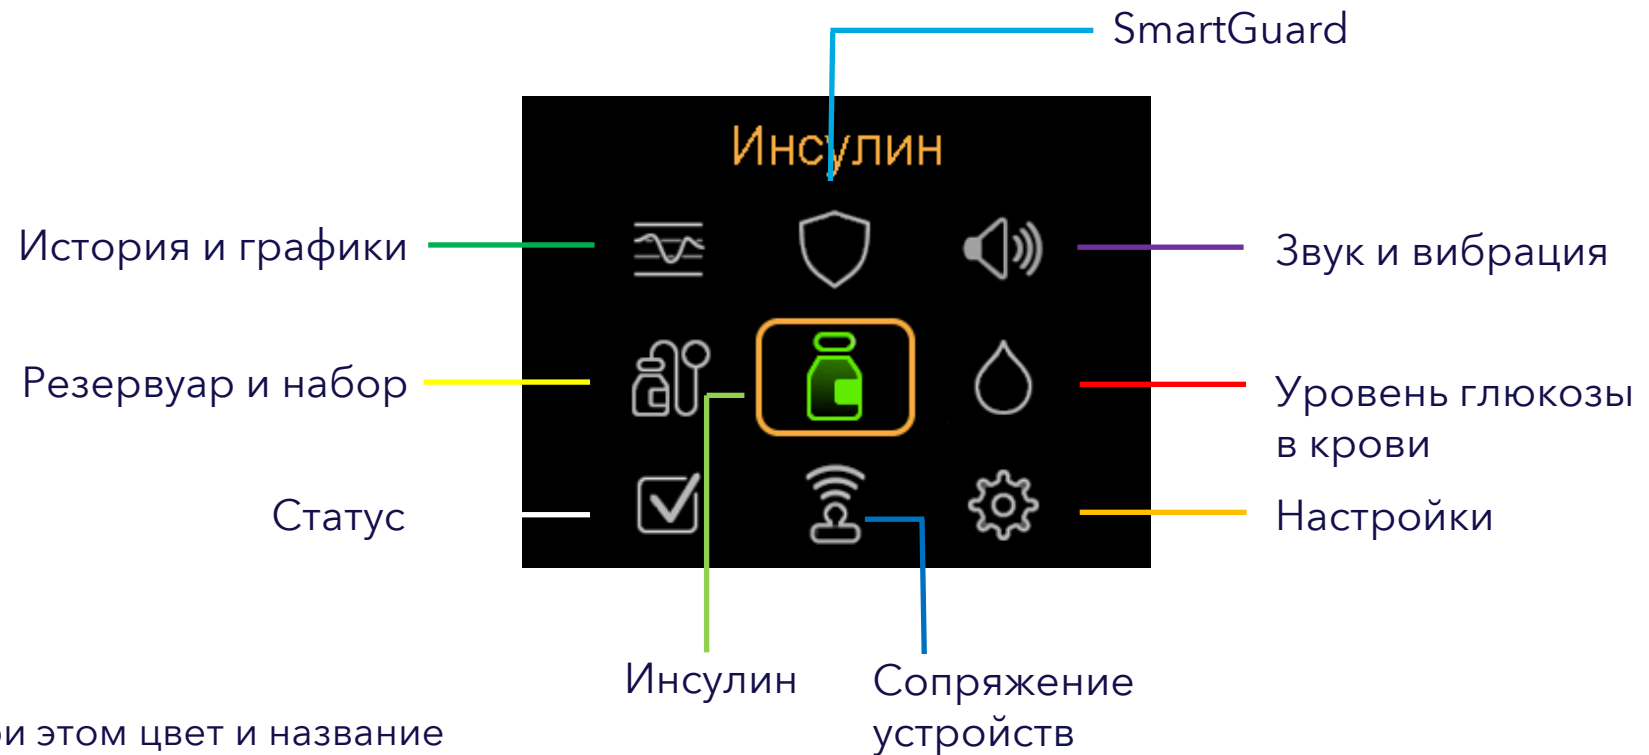 SmartGuard
Инсулин
История и графики
Звук и вибрация
Резервуар и набор
Уровень глюкозы
в крови
Статус
Настройки
Инсулин
Сопряжение
устройств
этом цвет и название